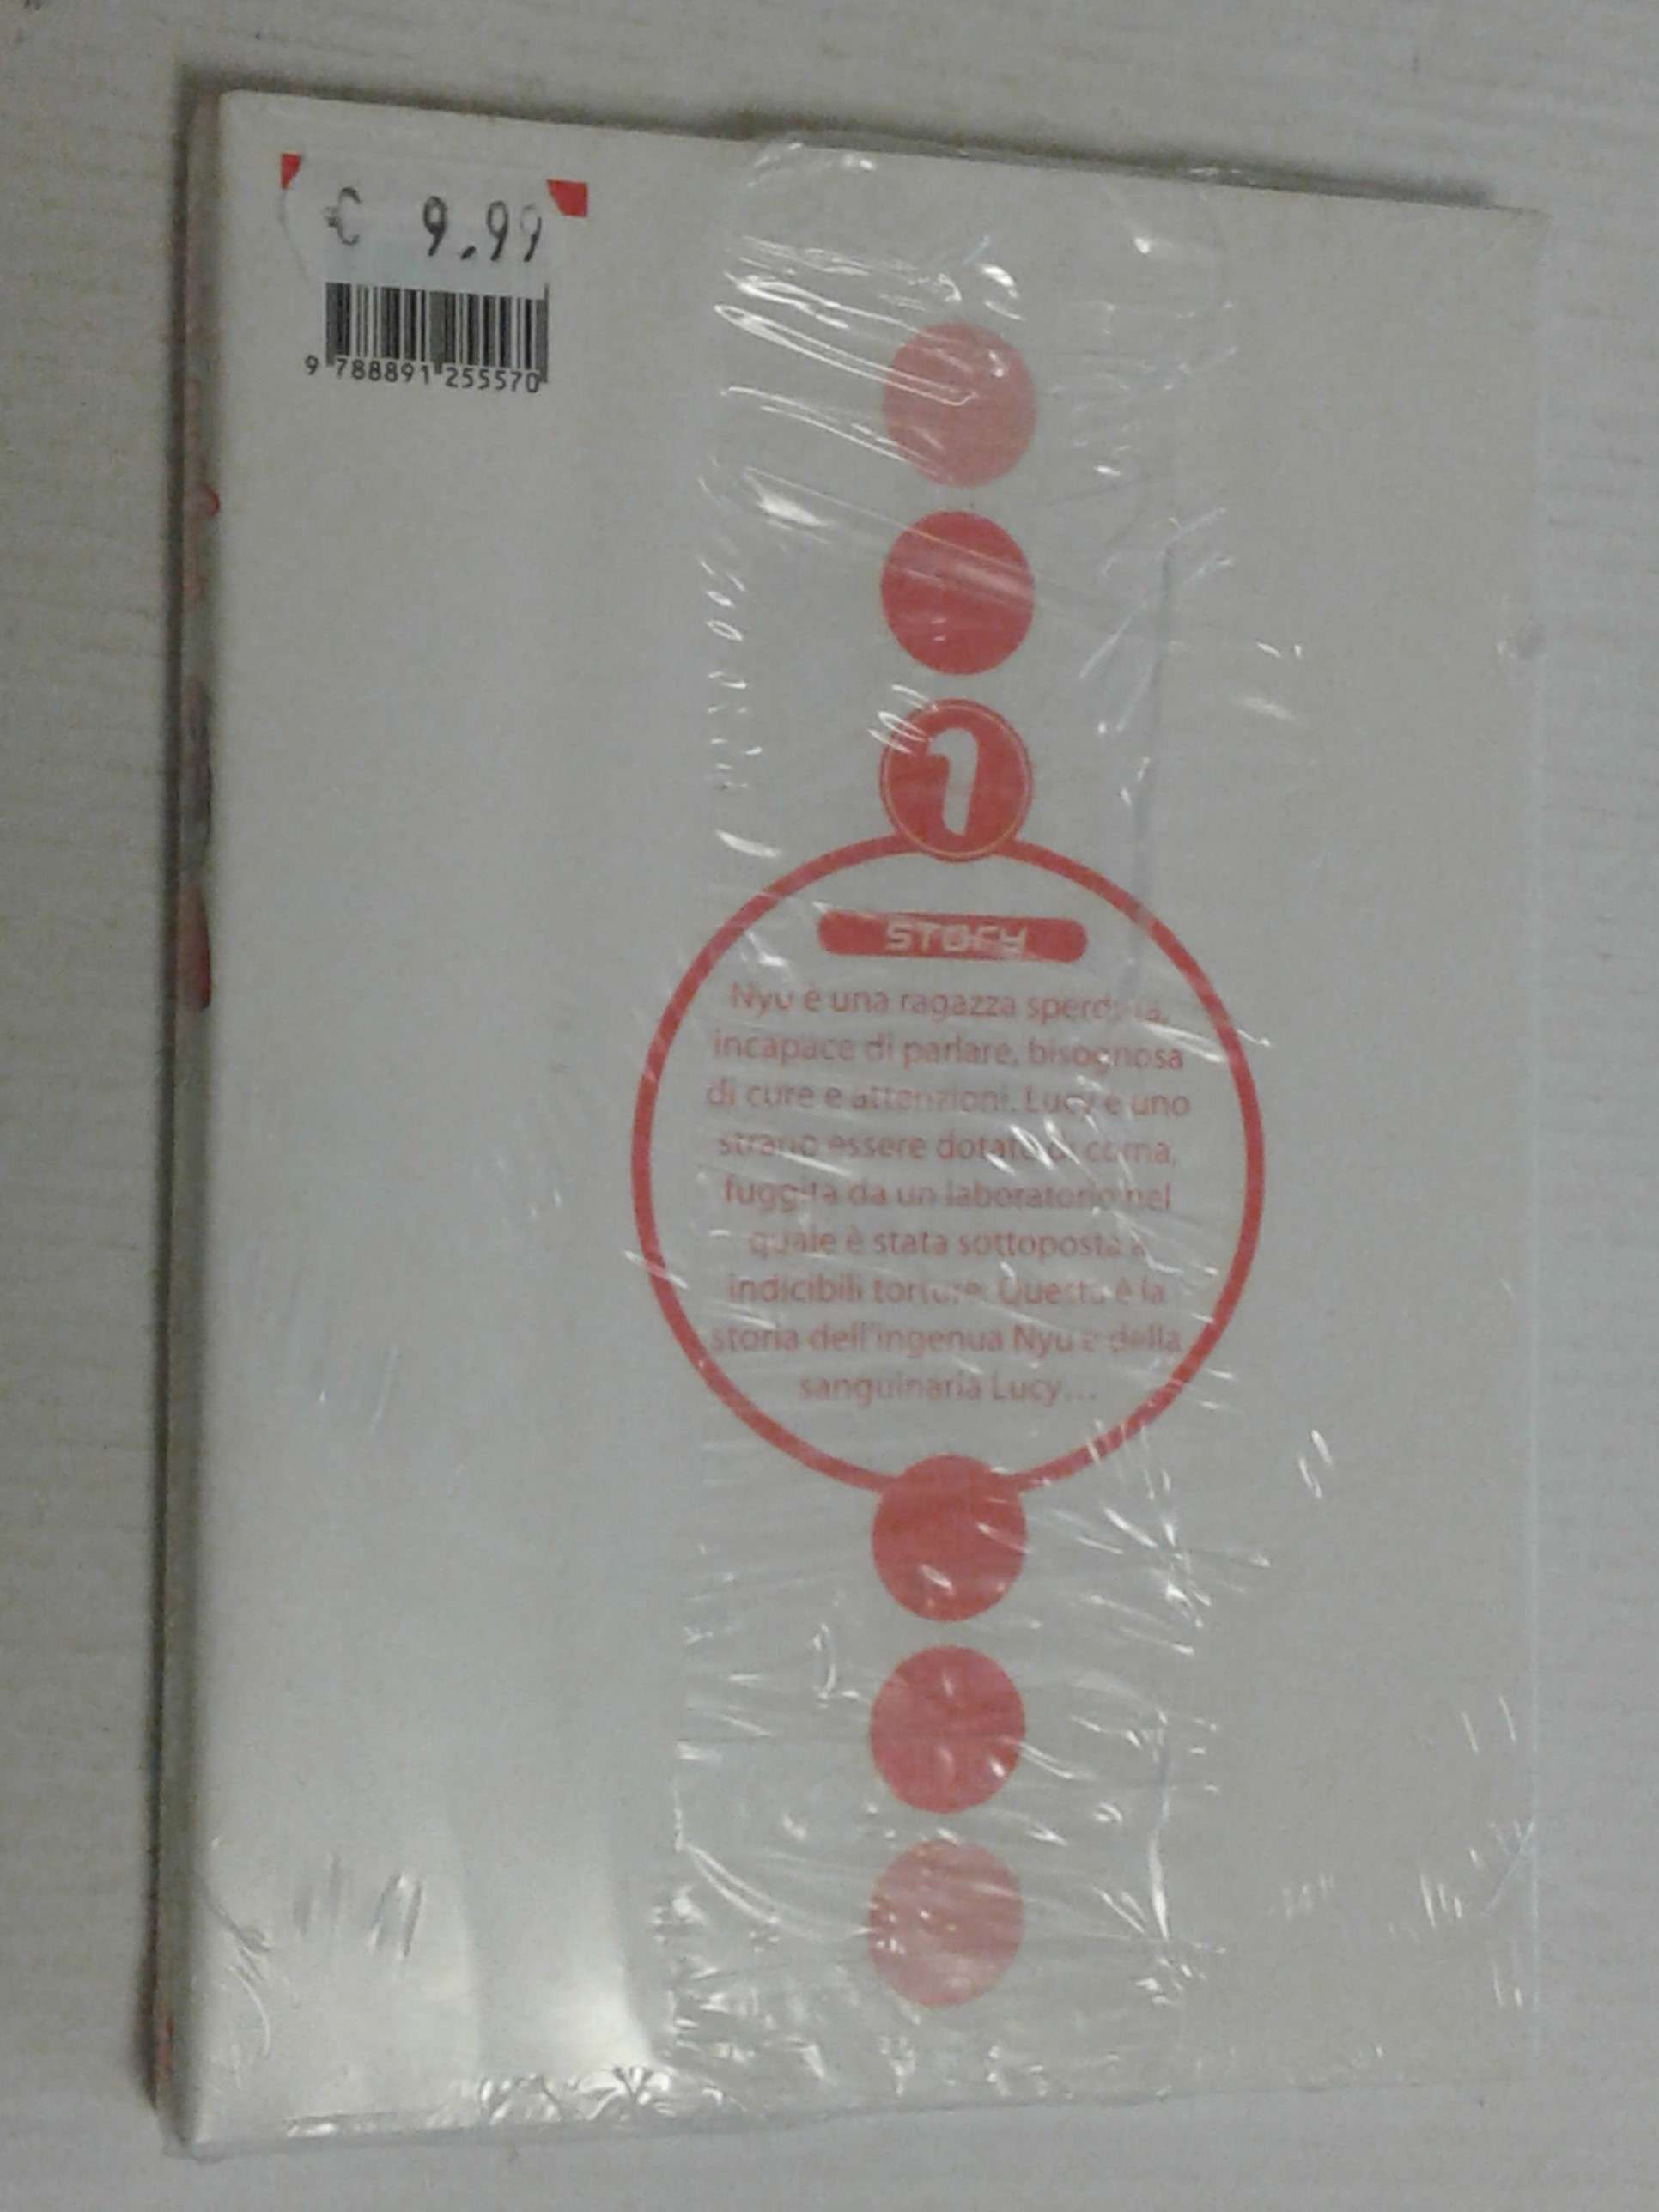 € 9.99
9 788891 255570
1
STORY
Nyu è una ragazza sperduta,
incapace di parlare, bisognosa
di cure e attenzioni. Lucy è uno
strano essere dotato di corna,
fuggita da un laboratorio nel
quale è stata sottoposta a
indicibili torture. Questa è la
storia dell'ingenua Nyu e della
sanguinaria Lucy...